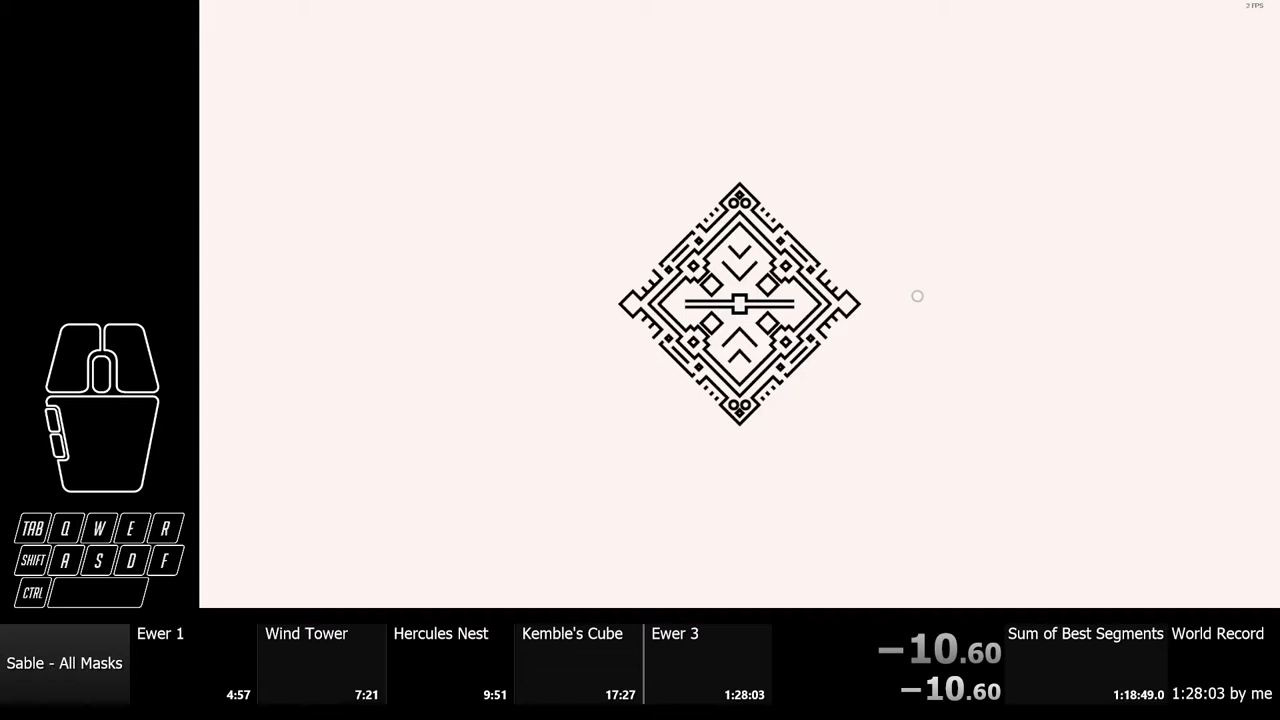 2 FPS
TAB Q W E R
SHIFT A S D F
CTRL
Sable - All Masks
Ewer 1
4:57
Wind Tower
7:21
Hercules Nest
9:51
Kemble's Cube
17:27
Ewer 3
1:28:03
−10.60
−10.60
Sum of Best Segments
1:18:49.0
World Record
1:28:03 by me